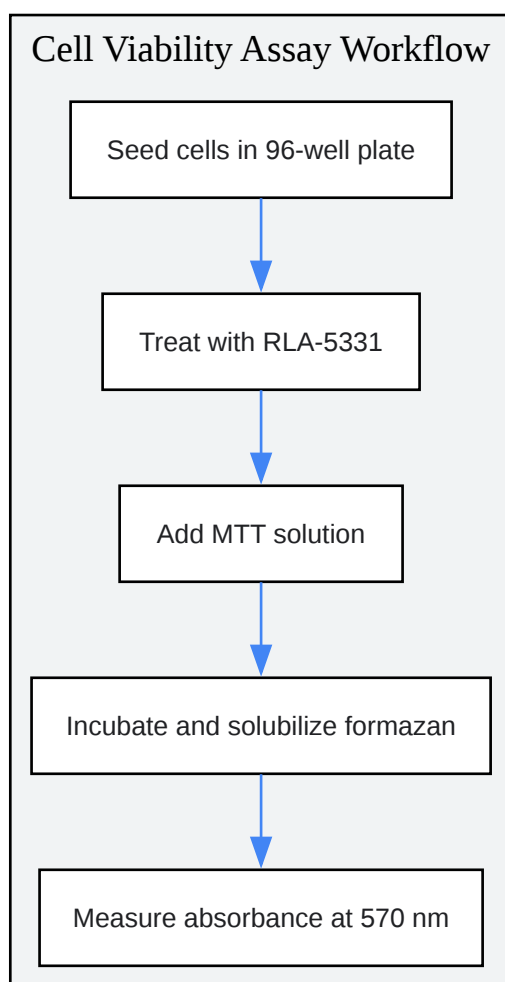 Cell Viability Assay Workflow
Seed cells in 96-well plate
Treat with RLA-5331
Add MTT solution
Incubate and solubilize formazan
Measure absorbance at 570 nm